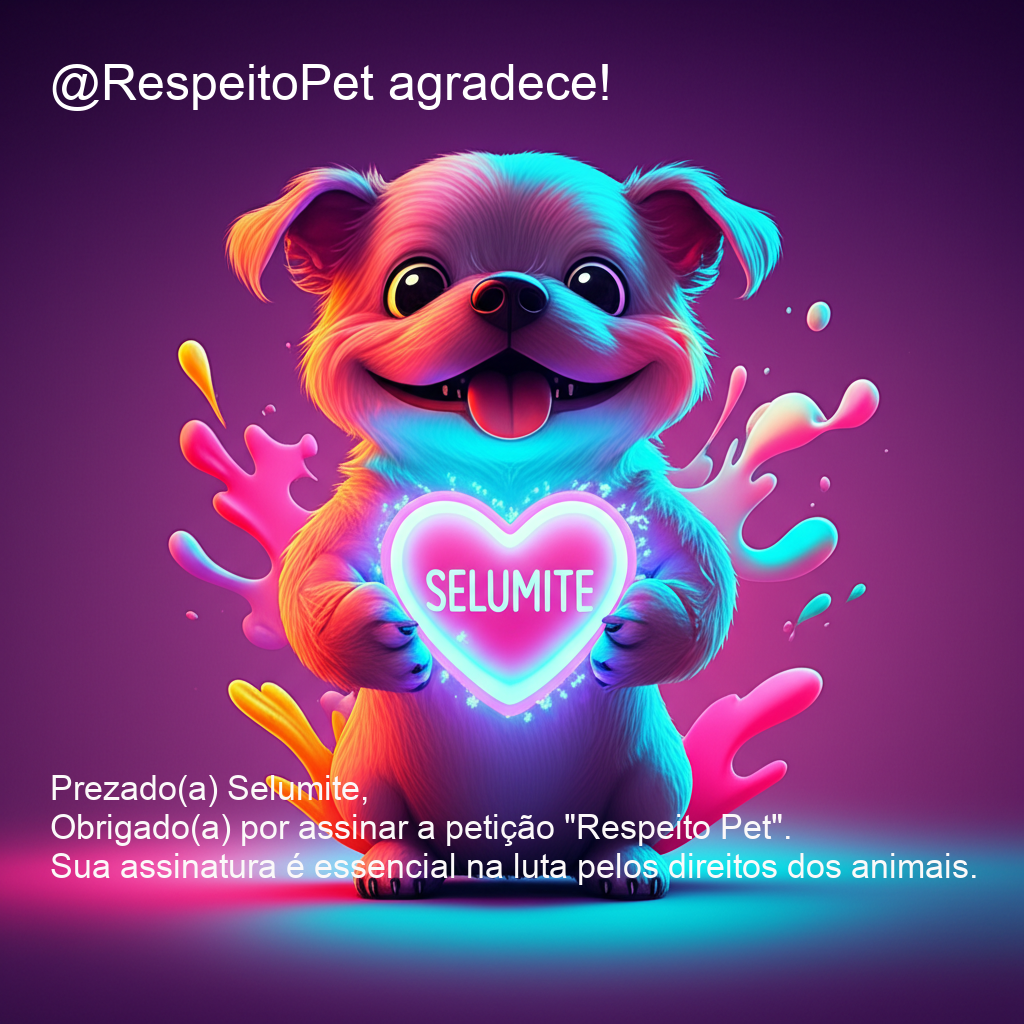 @RespeitoPet agradece!
SELUMITE
Prezado(a) Selumite,
Obrigado(a) por assinar a petição "Respeito Pet".
Sua assinatura é essencial na luta pelos direitos dos animais.